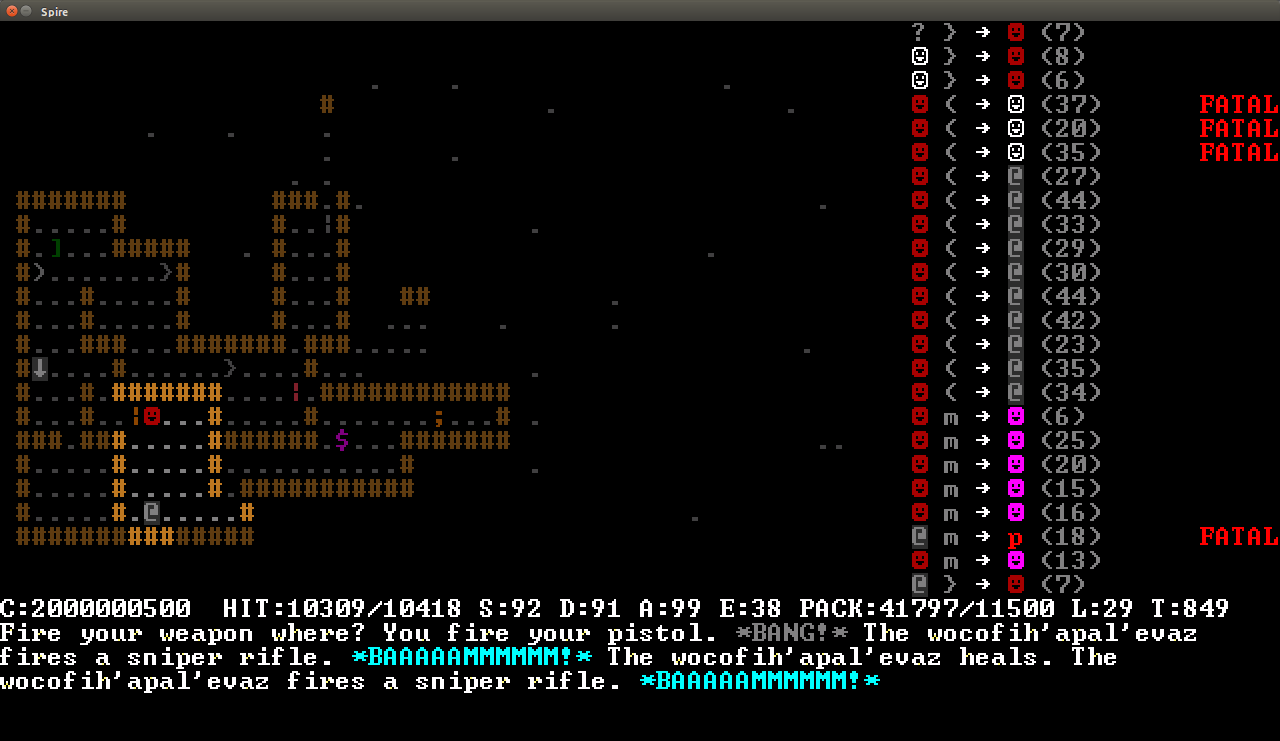 Spire
? } → ☻ (7)
☺ } → ☻ (8)
☺ } → ☻ (6)
☻ ( → ☺ (37) FATAL
☻ ( → ☺ (20) FATAL
☻ ( → ☺ (35) FATAL
☻ ( → @ (27)
☻ ( → @ (44)
☻ ( → @ (33)
☻ ( → @ (29)
☻ ( → @ (30)
☻ ( → @ (44)
☻ ( → @ (42)
☻ ( → @ (23)
☻ ( → @ (35)
☻ ( → @ (34)
☻ m → ☻ (6)
☻ m → ☻ (25)
☻ m → ☻ (20)
☻ m → ☻ (15)
☻ m → ☻ (16)
@ m → p (18) FATAL
☻ m → ☻ (13)
@ } → ☻ (7)
C:2000000500 HIT:10309/10418 S:92 D:91 A:99 E:38 PACK:41797/11500 L:29 T:849
Fire your weapon where? You fire your pistol. *BANG!* The wocofih'apal'evaz
fires a sniper rifle. *BAAAAAMMMMMM!* The wocofih'apal'evaz heals. The
wocofih'apal'evaz fires a sniper rifle. *BAAAAAMMMMMM!*